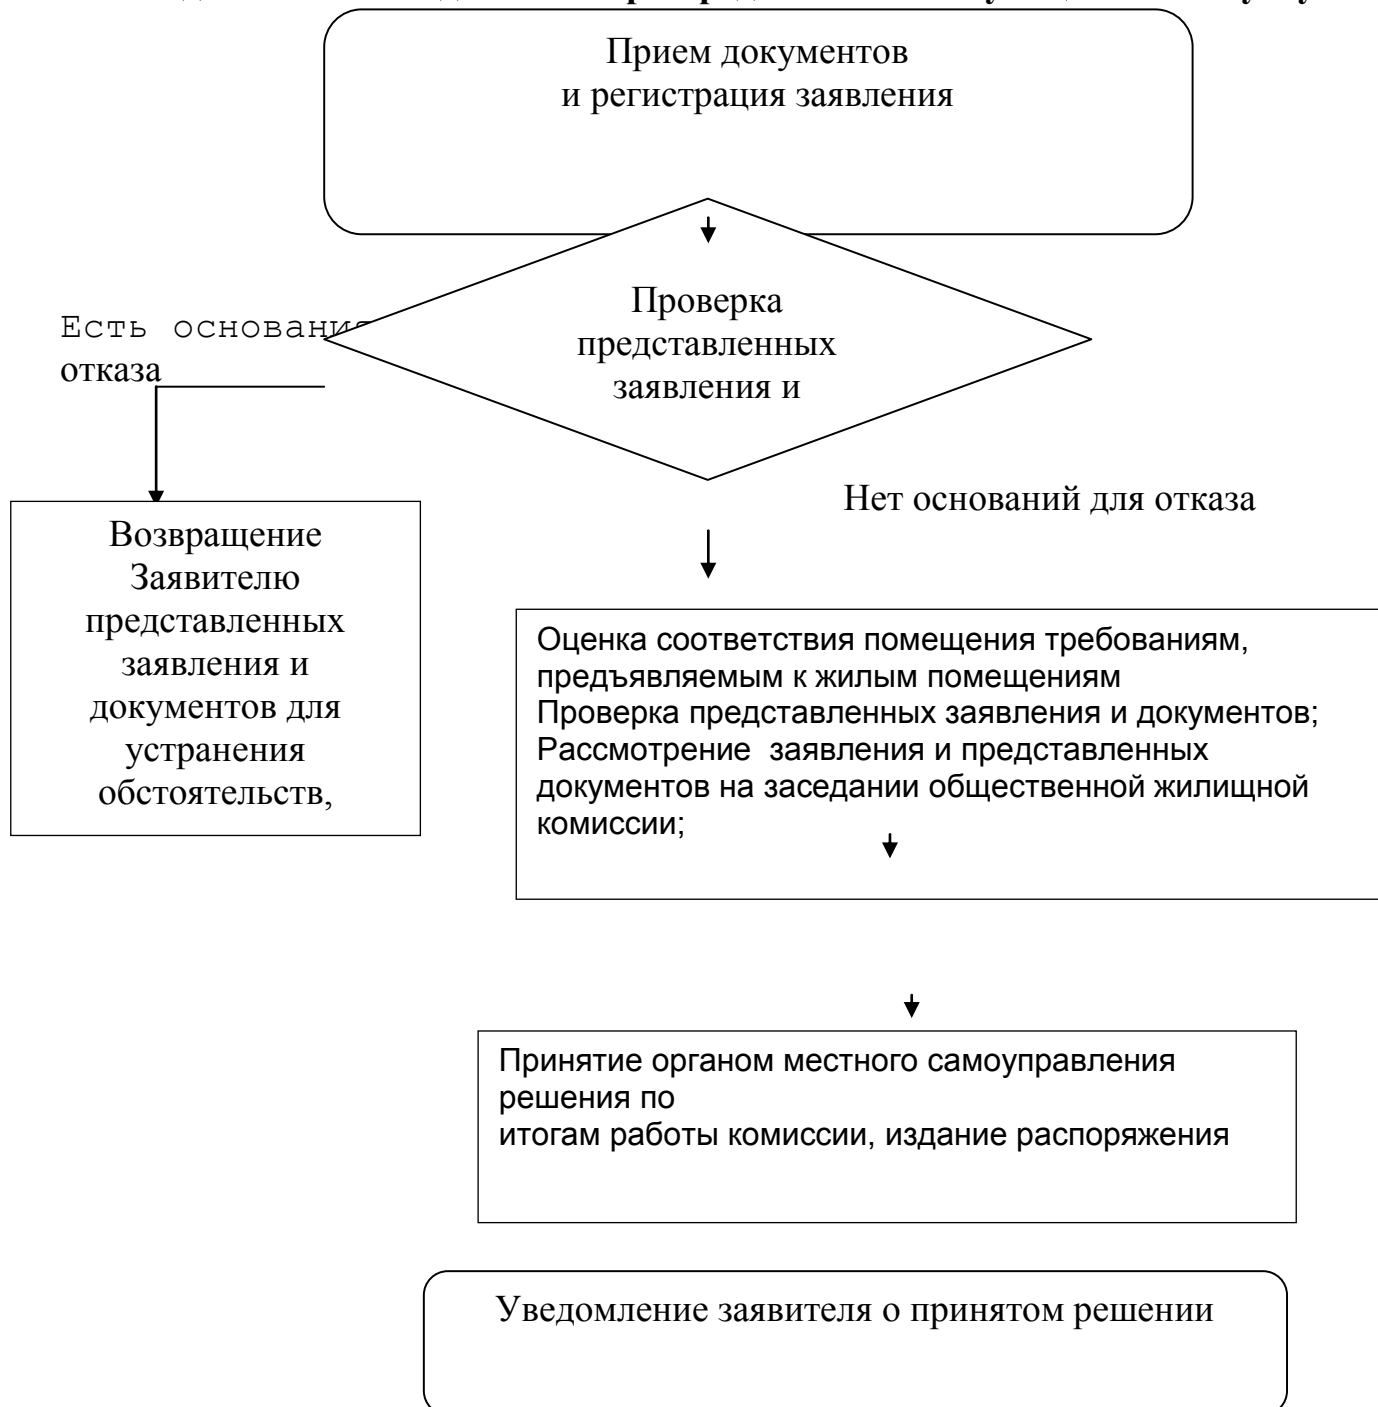 Прием документов
и регистрация заявления
Проверка
представленных
заявления и
Есть основания
отказа
Нет оснований для отказа
Возвращение
Заявителю
представленных
заявления и
документов для
устранения
обстоятельств,
Оценка соответствия помещения требованиям,
предъявляемым к жилым помещениям
Проверка представленных заявления и документов;
Рассмотрение заявления и представленных
документов на заседании общественной жилищной
комиссии;
Принятие органом местного самоуправления
решения по
итогам работы комиссии, издание распоряжения
Уведомление заявителя о принятом решении